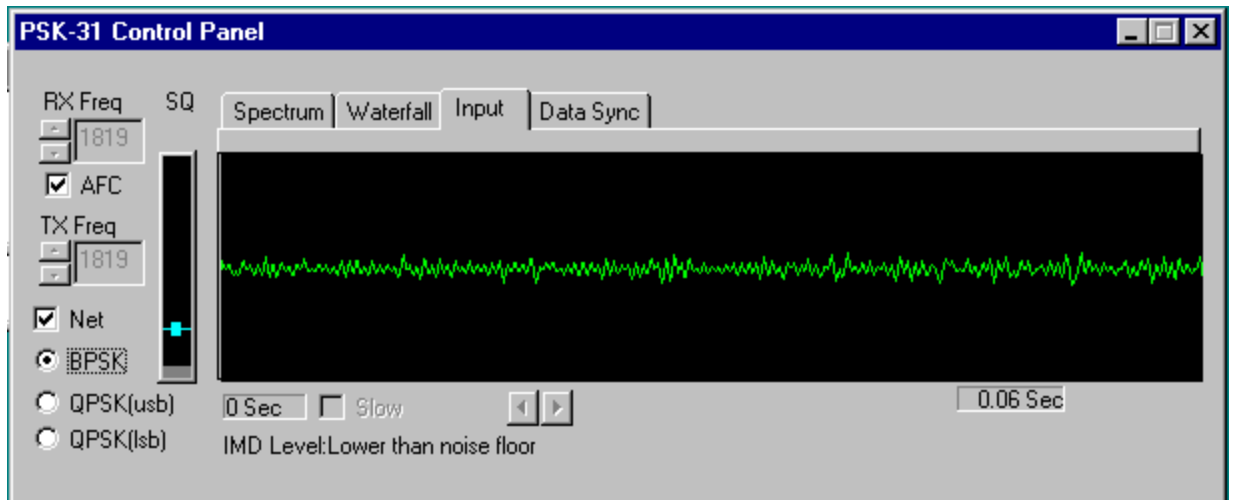 PSK-31 Control Panel
RX Freq
SQ
Spectrum
Waterfall
Input
Data Sync
1819
AFC
TX Freq
1819
Net
BPSK
QPSK(usb)
QPSK(lsb)
0 Sec
Slow
0.06 Sec
IMD Level:Lower than noise floor